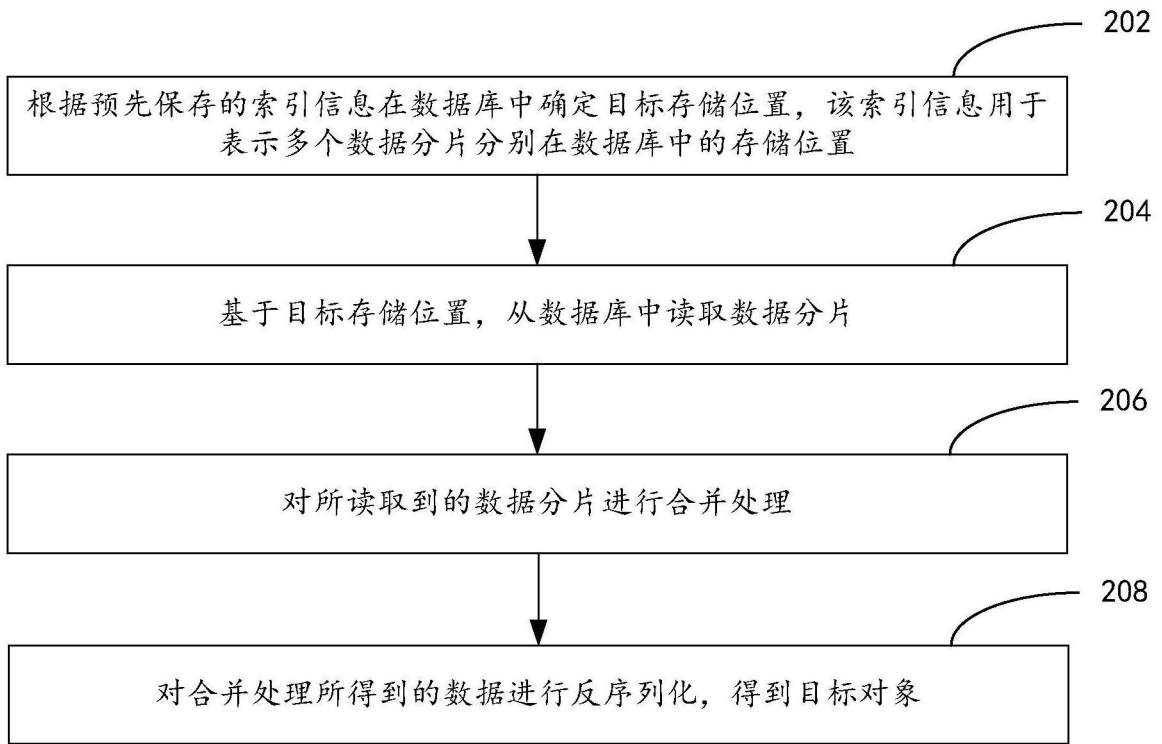 202
根据预先保存的索引信息在数据库中确定目标存储位置，该索引信息用于
表示多个数据分片分别在数据库中的存储位置
204
基于目标存储位置，从数据库中读取数据分片
206
对所读取到的数据分片进行合并处理
208
对合并处理所得到的数据进行反序列化，得到目标对象